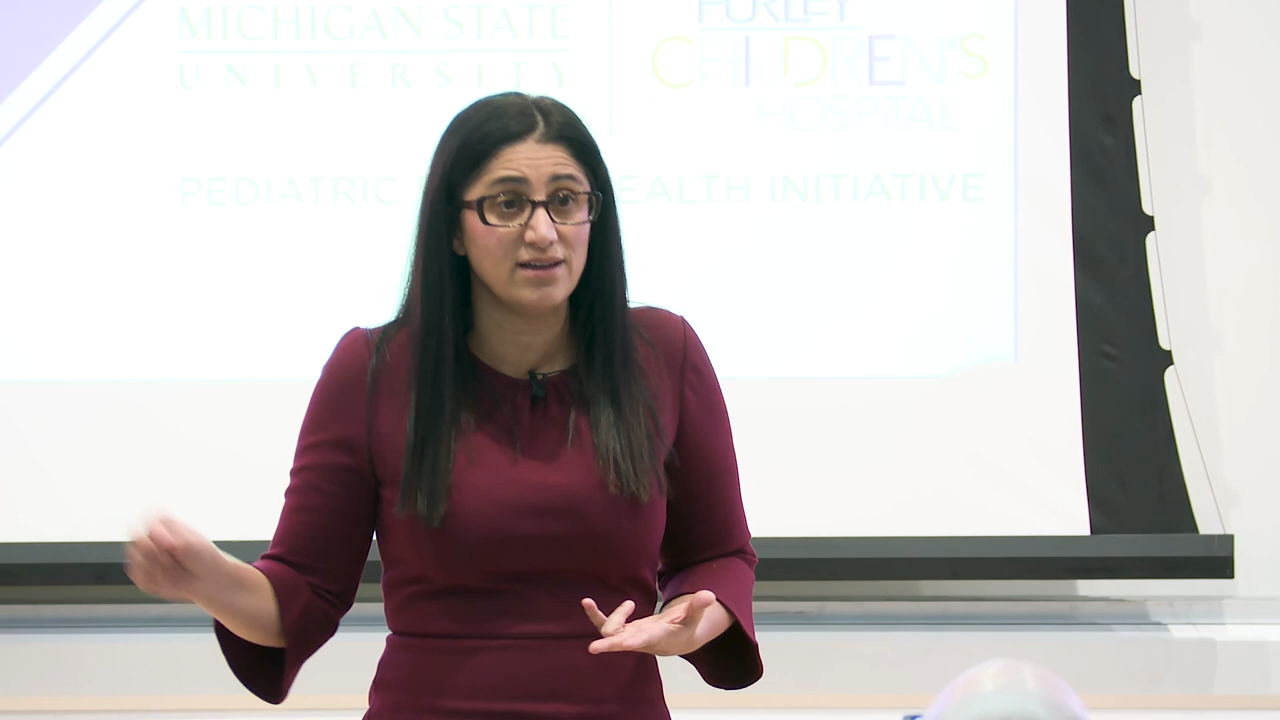 MICHIGAN STATE
UNIVERSITY
HURLEY
CHILDREN'S
HOSPITAL
PEDIATRIC EALTH INITIATIVE